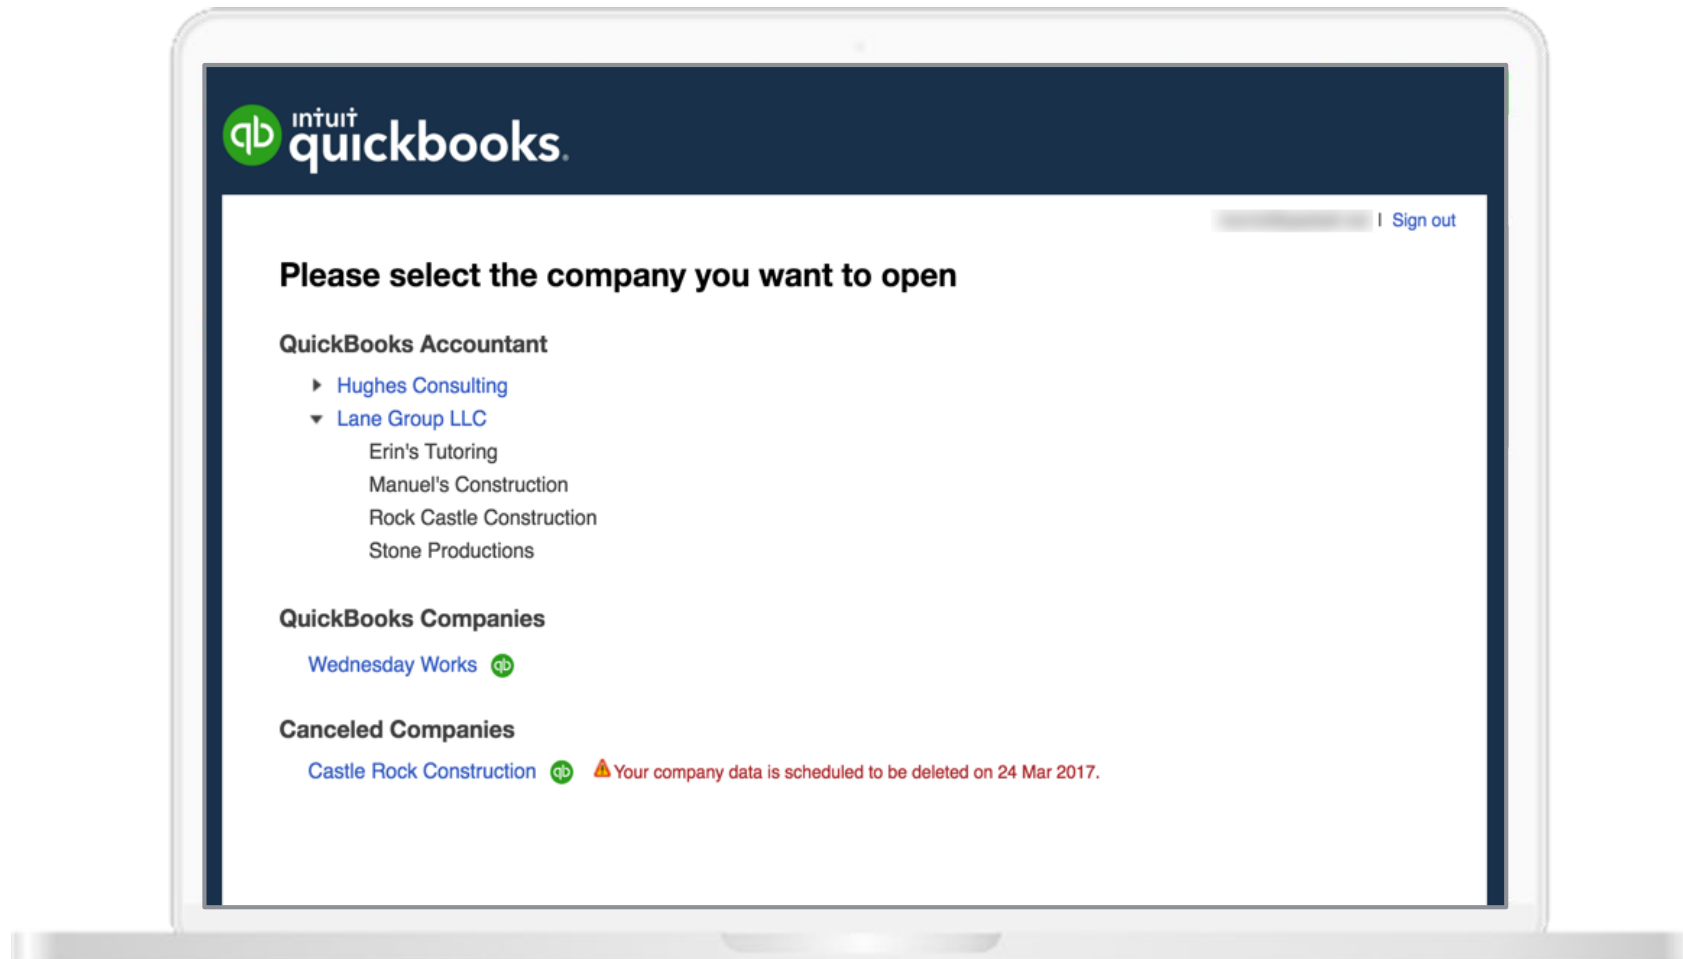 intuit
quickbooks.
| Sign out
Please select the company you want to open
QuickBooks Accountant
Hughes Consulting
Lane Group LLC
Erin's Tutoring
Manuel's Construction
Rock Castle Construction
Stone Productions
QuickBooks Companies
Wednesday Works qb
Canceled Companies
Castle Rock Construction qb Your company data is scheduled to be deleted on 24 Mar 2017.